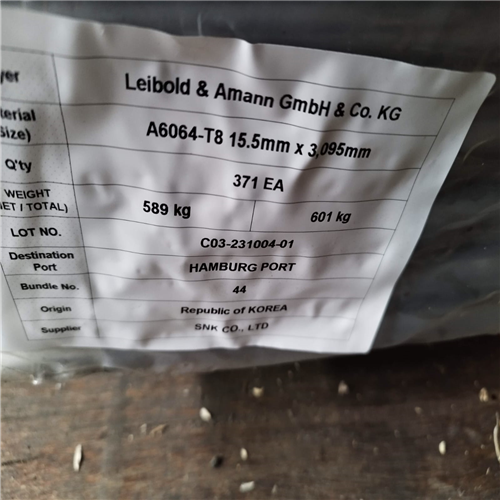 yer Leibold & Amann GmbH & Co. KG
terial
Size) A6064-T8 15.5mm x 3,095mm
Q'ty 371 EA
WEIGHT
NET / TOTAL) 589 kg 601 kg
LOT NO. C03-231004-01
Destination
Port HAMBURG PORT
Bundle No. 44
Origin Republic of KOREA
Supplier SNK CO., LTD